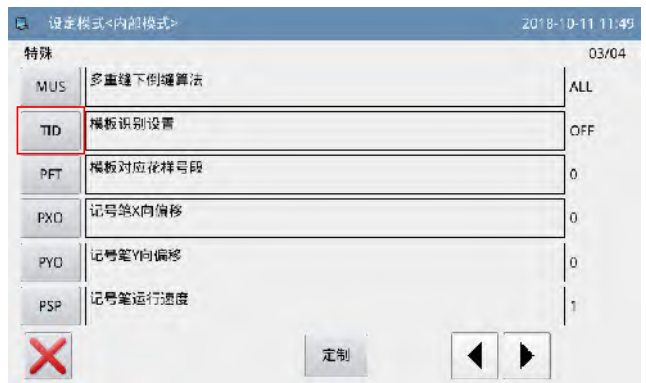 设定模式<内部模式> 2018-10-11 11:49
特殊 03/04
MUS 多重缝下倒缝算法 ALL
TID 模板识别设置 OFF
PFT 模板对应花样号段 0
PXO 记号笔X向偏移 0
PYO 记号笔Y向偏移 0
PSP 记号笔运行速度 1
定制